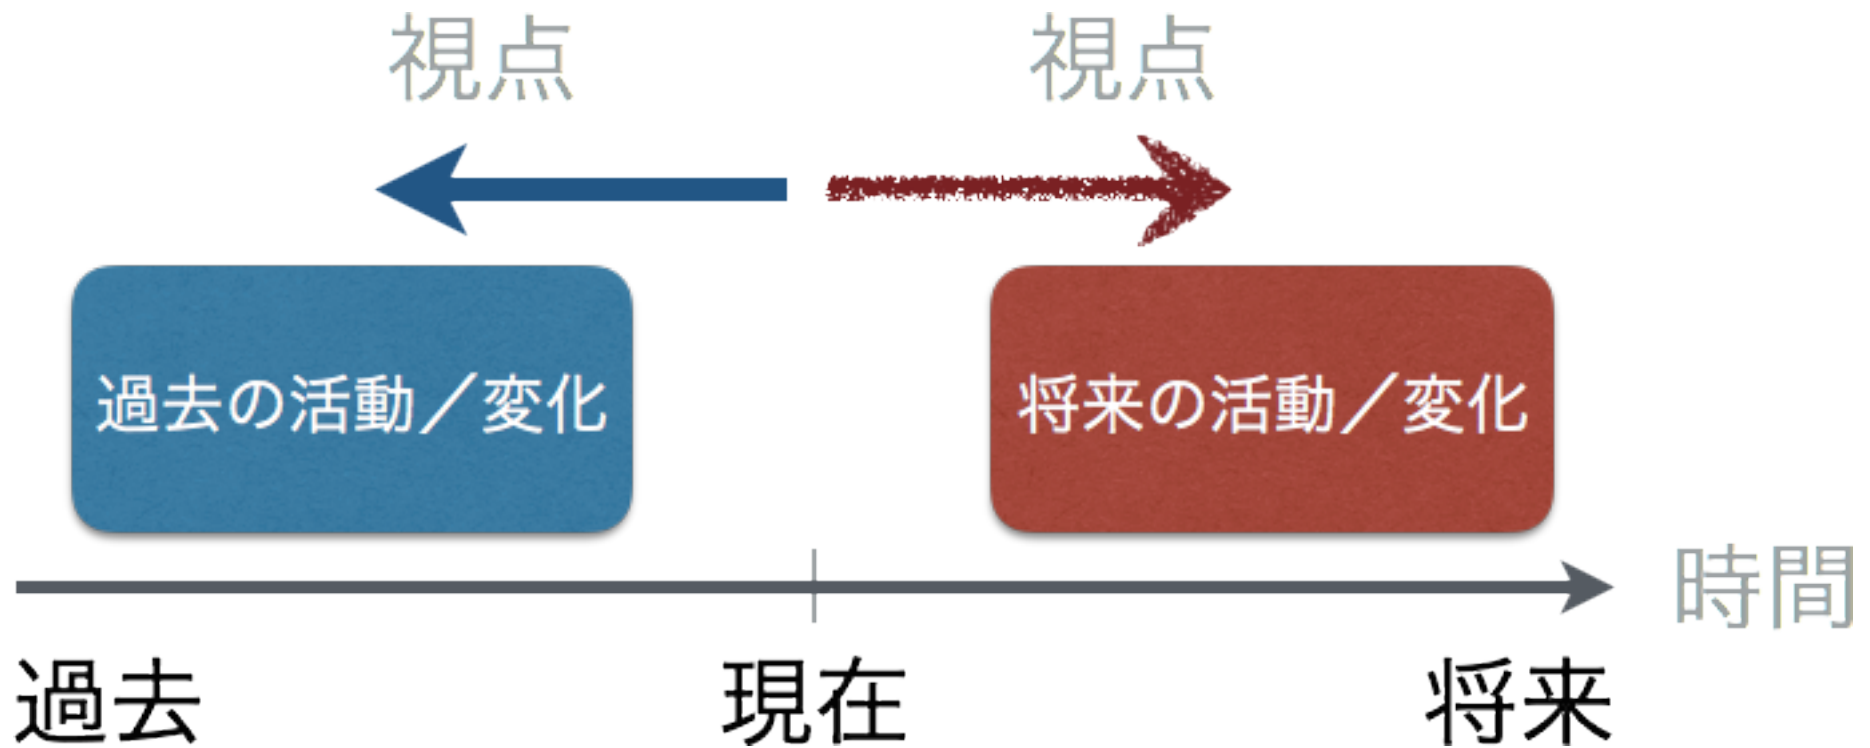 視点
視点
過去の活動／変化
将来の活動／変化
時間
過去
現在
将来